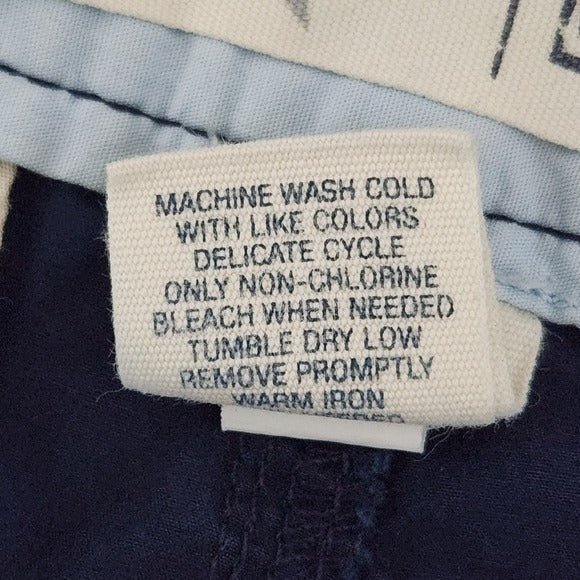 MACHINE WASH COLD
WITH LIKE COLORS
DELICATE CYCLE
ONLY NON-CHLORINE
BLEACH WHEN NEEDED
TUMBLE DRY LOW
REMOVE PROMPTLY
WARM IRON